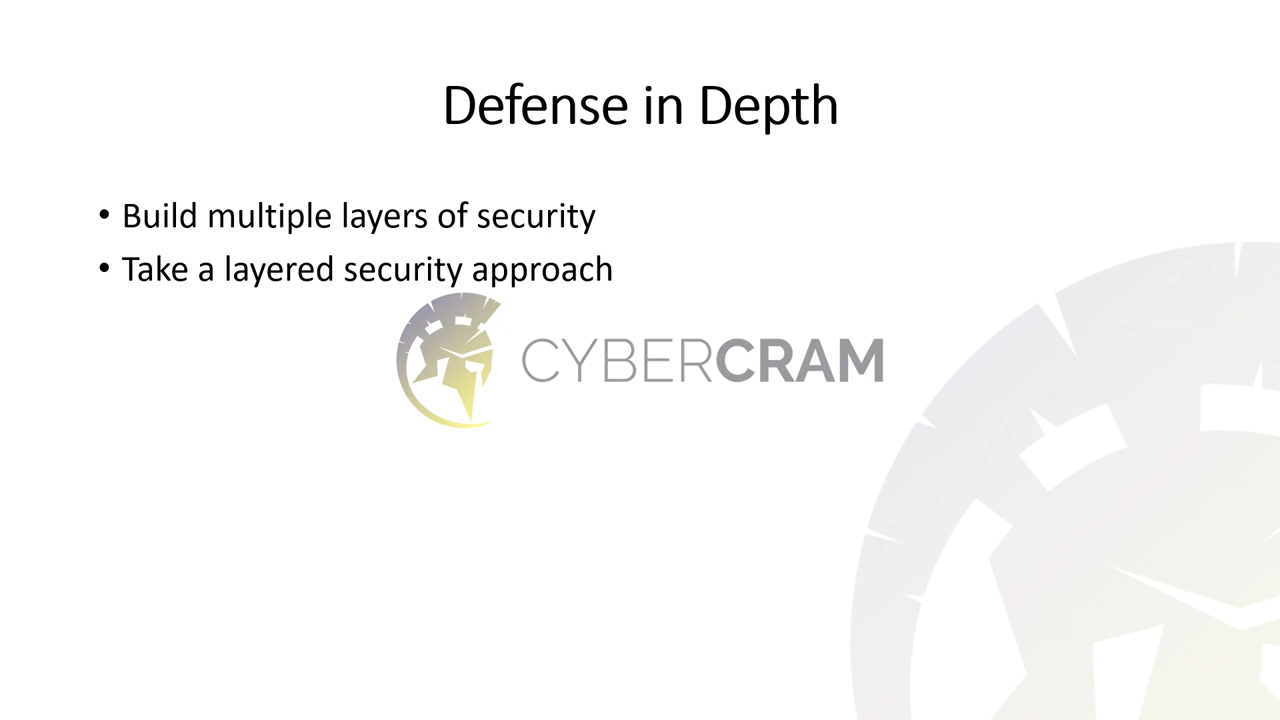 Defense in Depth
• Build multiple layers of security
• Take a layered security approach
CYBERCRAM